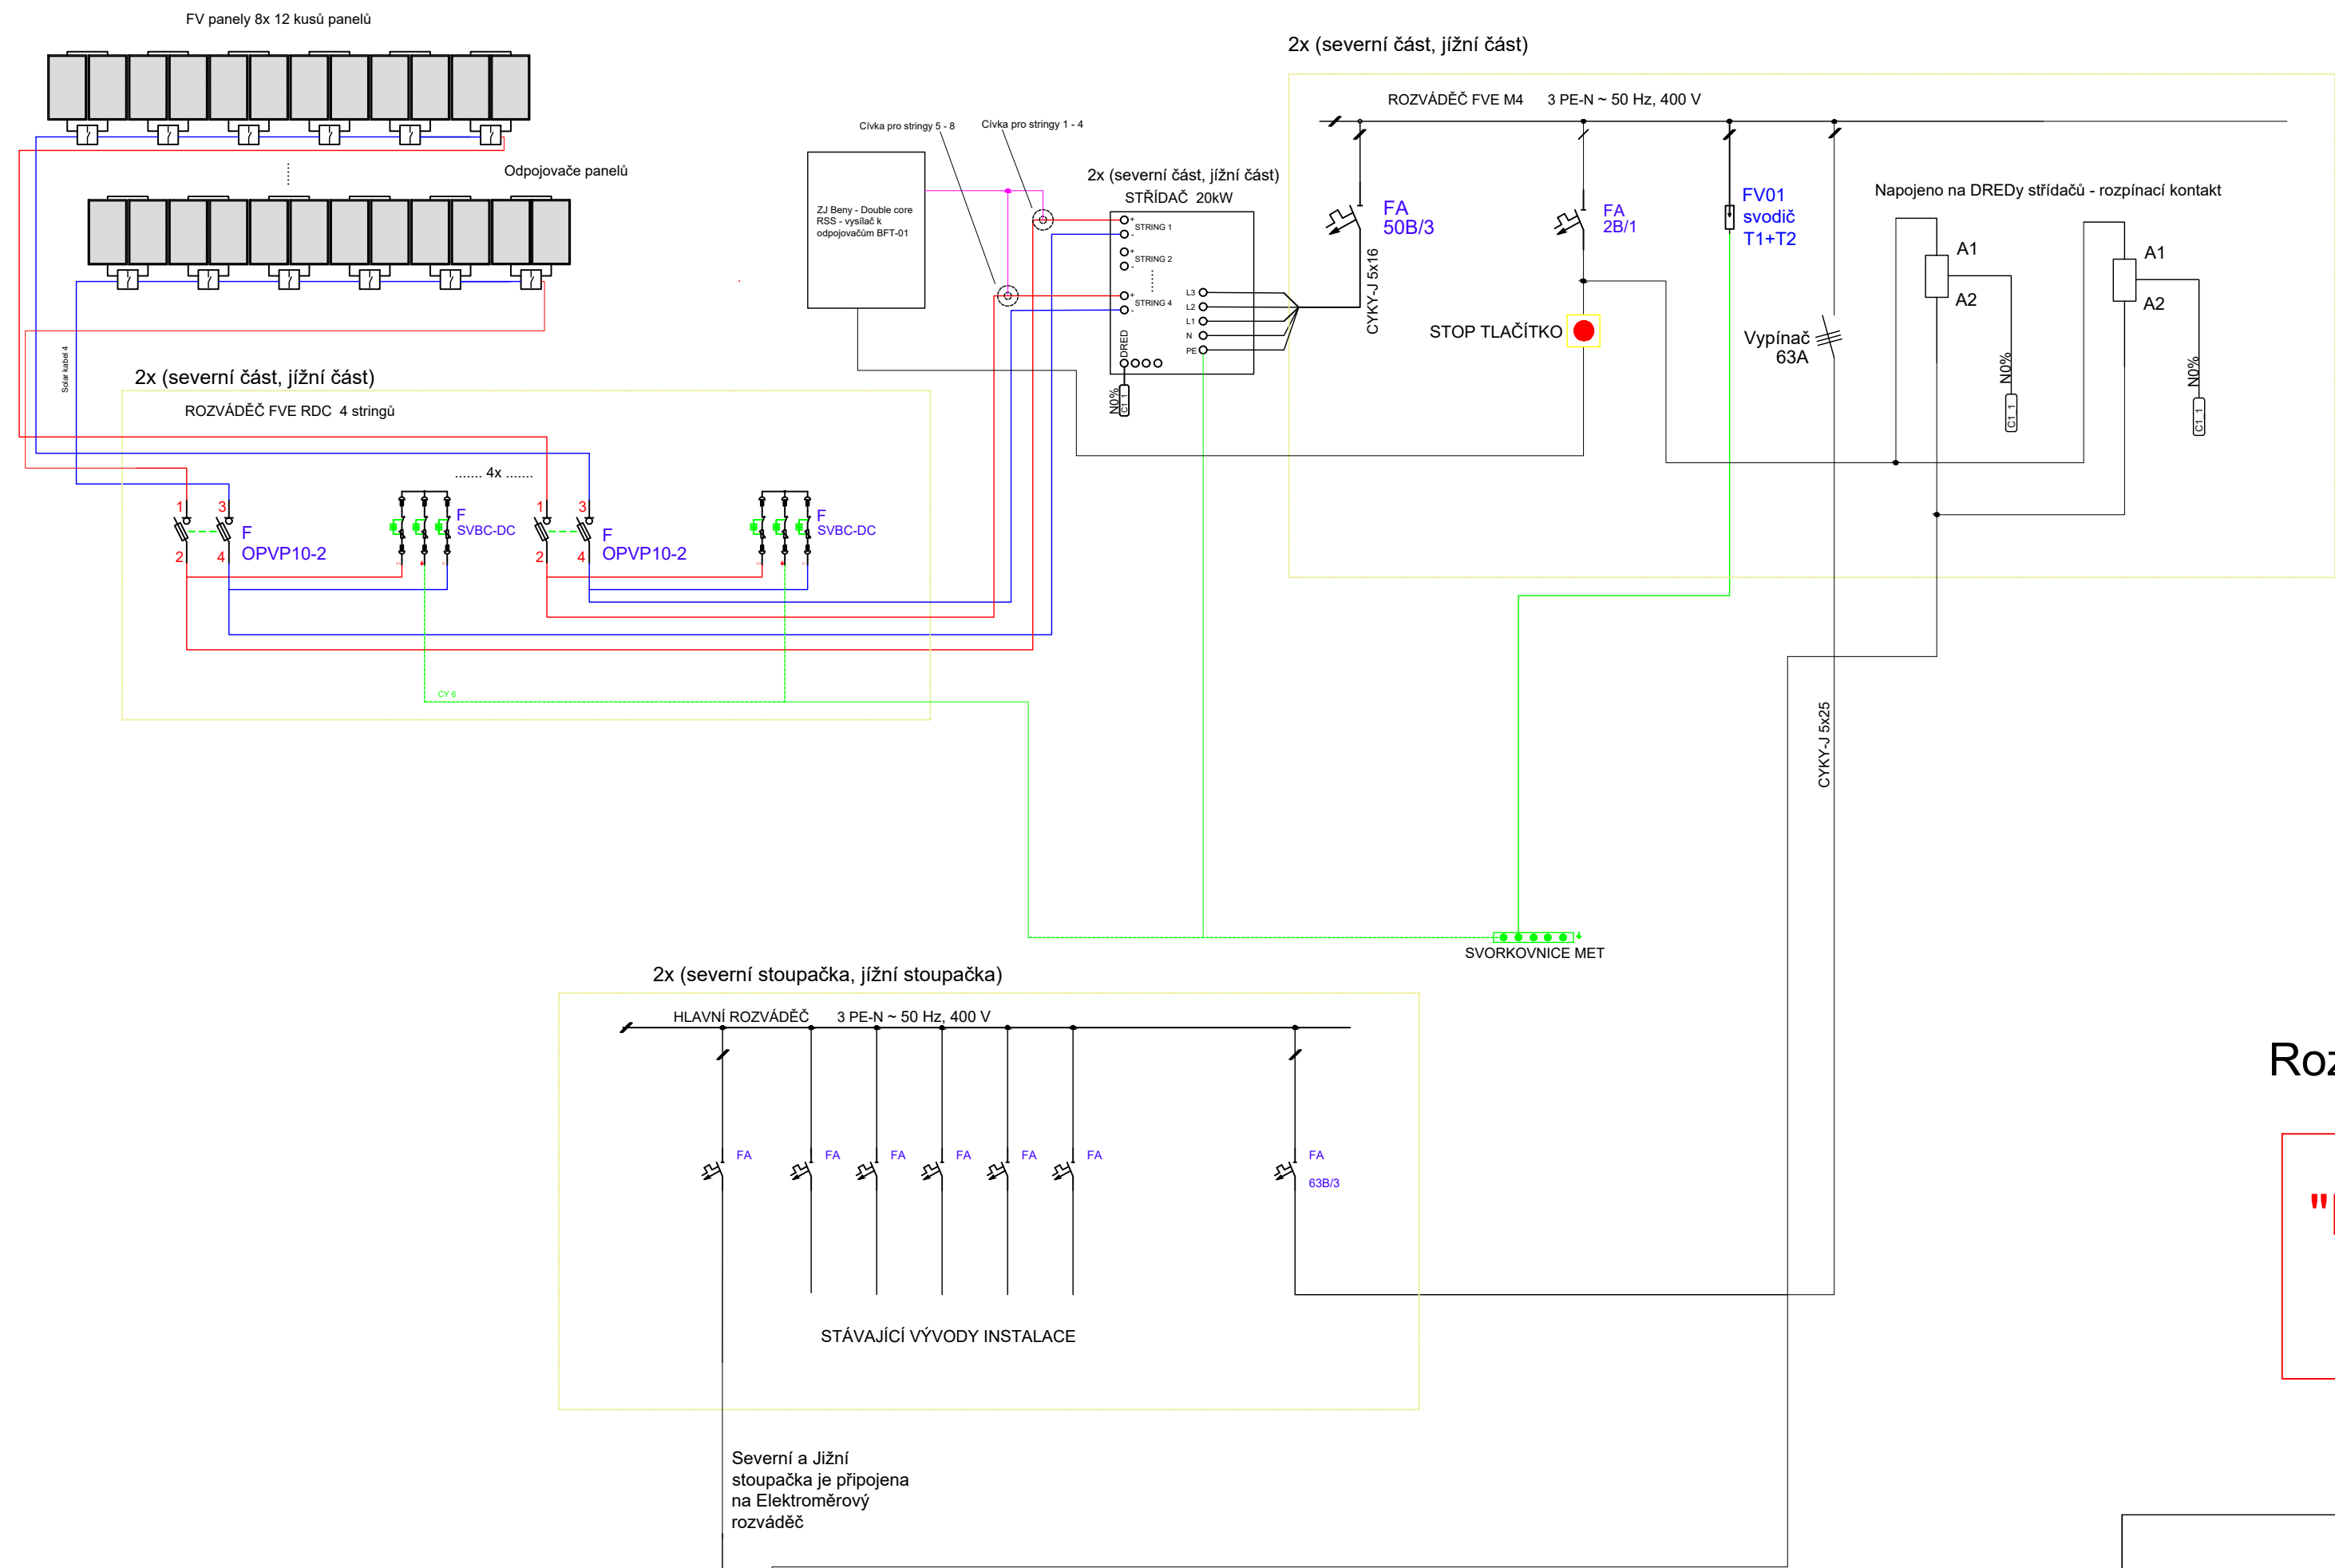 FV panely 8x 12 kusů panelů
Odpojovače panelů
Solar kabel 4
2x (severní část, jížní část)
ROZVÁDĚČ FVE RDC 4 stringů
....... 4x .......
1
3
2
4
F
OPVP10-2
F
SVBC-DC
1
3
2
4
F
OPVP10-2
F
SVBC-DC
CY 6
Cívka pro stringy 5 - 8
Cívka pro stringy 1 - 4
ZJ Beny - Double core
RSS - vysílač k
odpojovačům BFT-01
2x (severní část, jížní část)
STŘÍDAČ 20kW
+
STRING 1
-
+
STRING 2
-
+
STRING 4
-
L3
L2
L1
N
PE
DRED
N0%
C1_1
2x (severní část, jížní část)
ROZVÁDĚČ FVE M4 3 PE-N ~ 50 Hz, 400 V
FA
50B/3
CYKY-J 5x16
FA
2B/1
STOP TLAČÍTKO
FV01
svodič
T1+T2
Vypínač
63A
CYKY-J 5x25
Napojeno na DREDy střídačů - rozpínací kontakt
A1
A2
N0%
C1_1
A1
A2
N0%
C1_1
SVORKOVNICE MET
2x (severní stoupačka, jížní stoupačka)
HLAVNÍ ROZVÁDĚČ 3 PE-N ~ 50 Hz, 400 V
FA
FA
FA
FA
FA
FA
FA
63B/3
STÁVAJÍCÍ VÝVODY INSTALACE
Severní a Jižní
stoupačka je připojena
na Elektroměrový
rozváděč